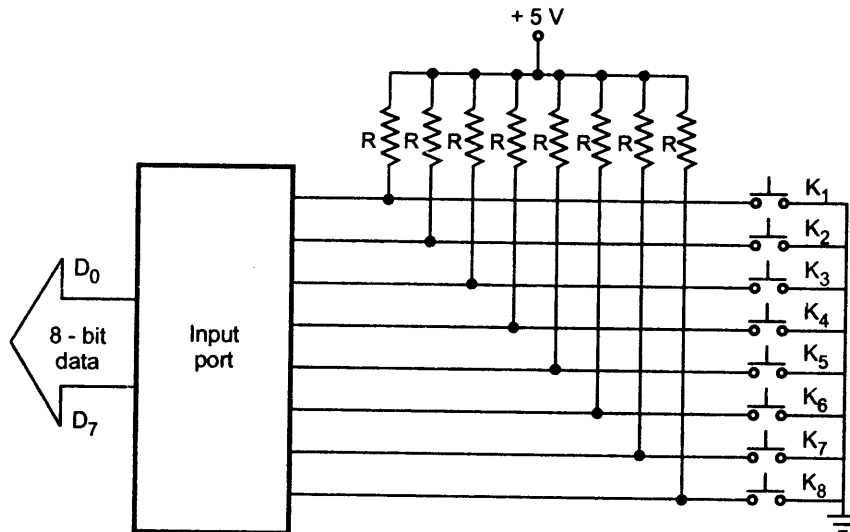 + 5 V
R R R R R R R R
K1
K2
K3
K4
K5
K6
K7
K8
D0
8 - bit
data
D7
Input
port